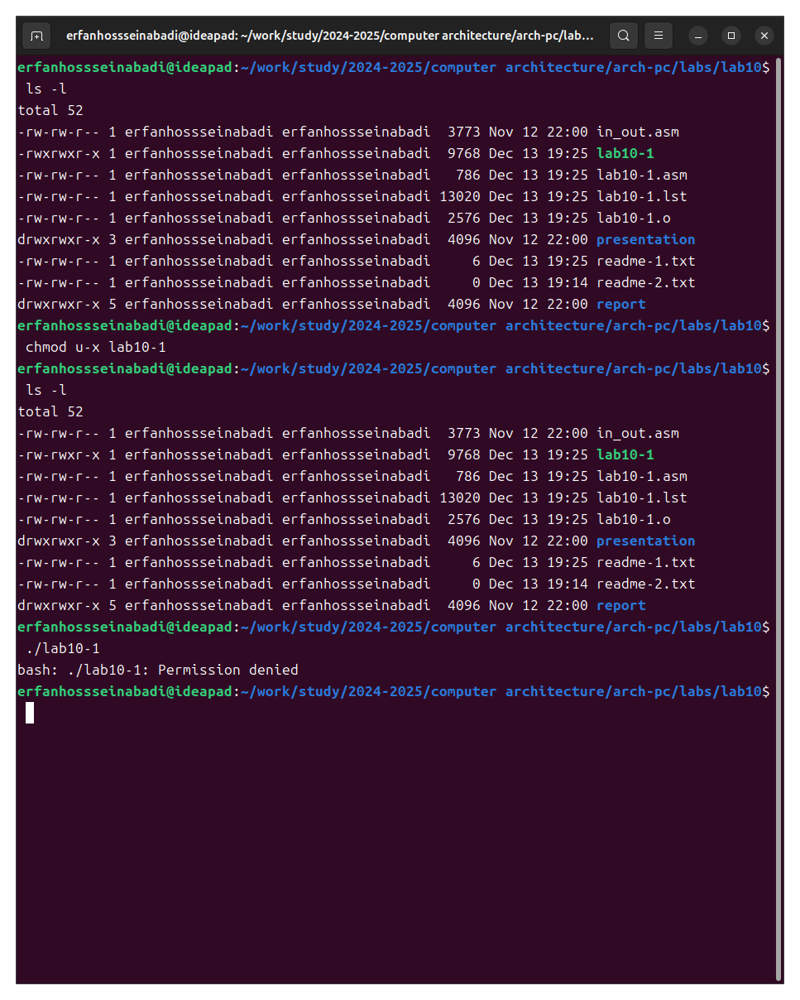 erfanhossseinabadi@ideapad: ~/work/study/2024-2025/computer architecture/arch-pc/lab...
erfanhossseinabadi@ideapad:~/work/study/2024-2025/computer architecture/arch-pc/labs/lab10$
 ls -l
total 52
-rw-rw-r-- 1 erfanhossseinabadi erfanhossseinabadi  3773 Nov 12 22:00 in_out.asm
-rwxrwxr-x 1 erfanhossseinabadi erfanhossseinabadi  9768 Dec 13 19:25 lab10-1
-rw-rw-r-- 1 erfanhossseinabadi erfanhossseinabadi   786 Dec 13 19:25 lab10-1.asm
-rw-rw-r-- 1 erfanhossseinabadi erfanhossseinabadi 13020 Dec 13 19:25 lab10-1.lst
-rw-rw-r-- 1 erfanhossseinabadi erfanhossseinabadi  2576 Dec 13 19:25 lab10-1.o
drwxrwxr-x 3 erfanhossseinabadi erfanhossseinabadi  4096 Nov 12 22:00 presentation
-rw-rw-r-- 1 erfanhossseinabadi erfanhossseinabadi     6 Dec 13 19:25 readme-1.txt
-rw-rw-r-- 1 erfanhossseinabadi erfanhossseinabadi     0 Dec 13 19:14 readme-2.txt
drwxrwxr-x 5 erfanhossseinabadi erfanhossseinabadi  4096 Nov 12 22:00 report
erfanhossseinabadi@ideapad:~/work/study/2024-2025/computer architecture/arch-pc/labs/lab10$
 chmod u-x lab10-1
erfanhossseinabadi@ideapad:~/work/study/2024-2025/computer architecture/arch-pc/labs/lab10$
 ls -l
total 52
-rw-rw-r-- 1 erfanhossseinabadi erfanhossseinabadi  3773 Nov 12 22:00 in_out.asm
-rw-rwxr-x 1 erfanhossseinabadi erfanhossseinabadi  9768 Dec 13 19:25 lab10-1
-rw-rw-r-- 1 erfanhossseinabadi erfanhossseinabadi   786 Dec 13 19:25 lab10-1.asm
-rw-rw-r-- 1 erfanhossseinabadi erfanhossseinabadi 13020 Dec 13 19:25 lab10-1.lst
-rw-rw-r-- 1 erfanhossseinabadi erfanhossseinabadi  2576 Dec 13 19:25 lab10-1.o
drwxrwxr-x 3 erfanhossseinabadi erfanhossseinabadi  4096 Nov 12 22:00 presentation
-rw-rw-r-- 1 erfanhossseinabadi erfanhossseinabadi     6 Dec 13 19:25 readme-1.txt
-rw-rw-r-- 1 erfanhossseinabadi erfanhossseinabadi     0 Dec 13 19:14 readme-2.txt
drwxrwxr-x 5 erfanhossseinabadi erfanhossseinabadi  4096 Nov 12 22:00 report
erfanhossseinabadi@ideapad:~/work/study/2024-2025/computer architecture/arch-pc/labs/lab10$
 ./lab10-1
bash: ./lab10-1: Permission denied
erfanhossseinabadi@ideapad:~/work/study/2024-2025/computer architecture/arch-pc/labs/lab10$